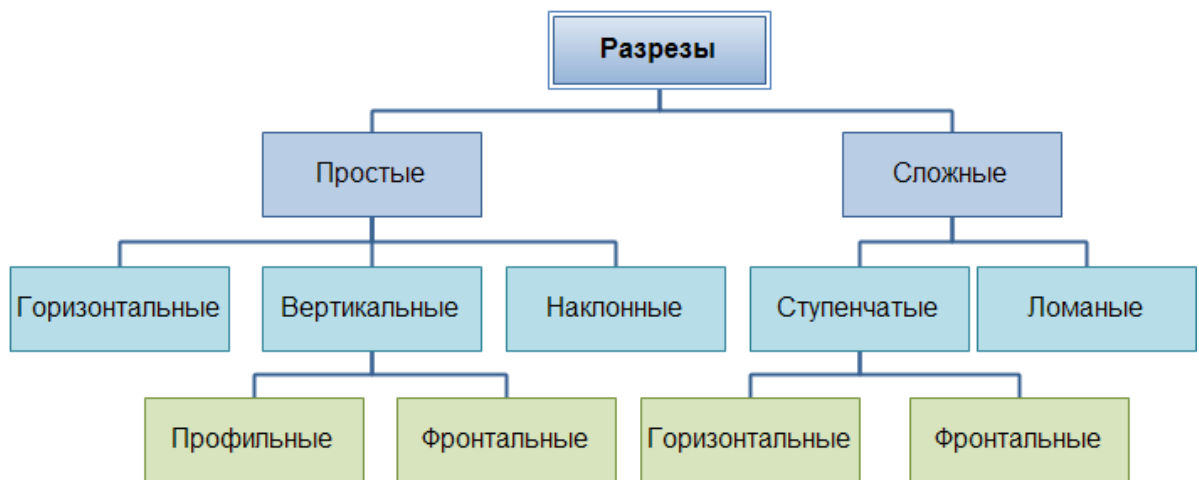 Разрезы
Простые
Сложные
Горизонтальные
Вертикальные
Наклонные
Ступенчатые
Ломаные
Профильные
Фронтальные
Горизонтальные
Фронтальные